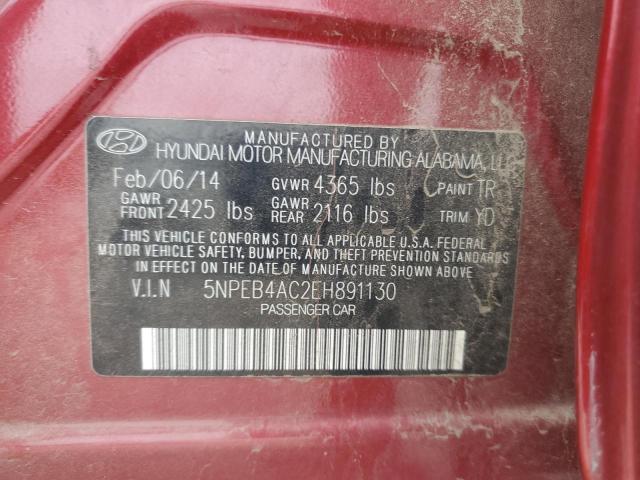 MANUFACTURED BY
HYUNDAI MOTOR MANUFACTURING ALABAMA, LLC
Feb/06/14 GVWR 4365 lbs PAINT TR
GAWR FRONT 2425 lbs GAWR REAR 2116 lbs TRIM YD
THIS VEHICLE CONFORMS TO ALL APPLICABLE U.S.A. FEDERAL
MOTOR VEHICLE SAFETY, BUMPER, AND THEFT PREVENTION STANDARDS
IN EFFECT ON THE DATE OF MANUFACTURE SHOWN ABOVE.
V.I.N 5NPEB4AC2EH891130
PASSENGER CAR